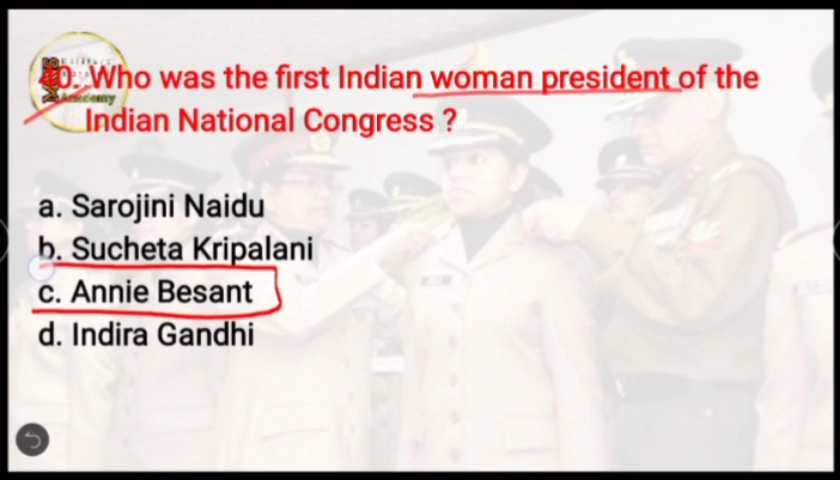 40. Who was the first Indian woman president of the
Indian National Congress ?
a. Sarojini Naidu
b. Sucheta Kripalani
c. Annie Besant
d. Indira Gandhi
Academy